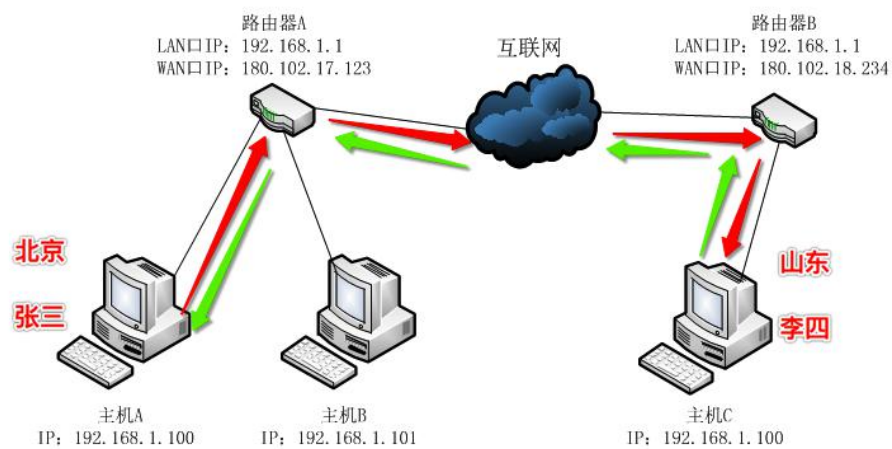 路由器A
LAN口IP: 192.168.1.1
WAN口IP: 180.102.17.123
互联网
路由器B
LAN口IP: 192.168.1.1
WAN口IP: 180.102.18.234
北京
张三
山东
李四
主机A
IP: 192.168.1.100
主机B
IP: 192.168.1.101
主机C
IP: 192.168.1.100